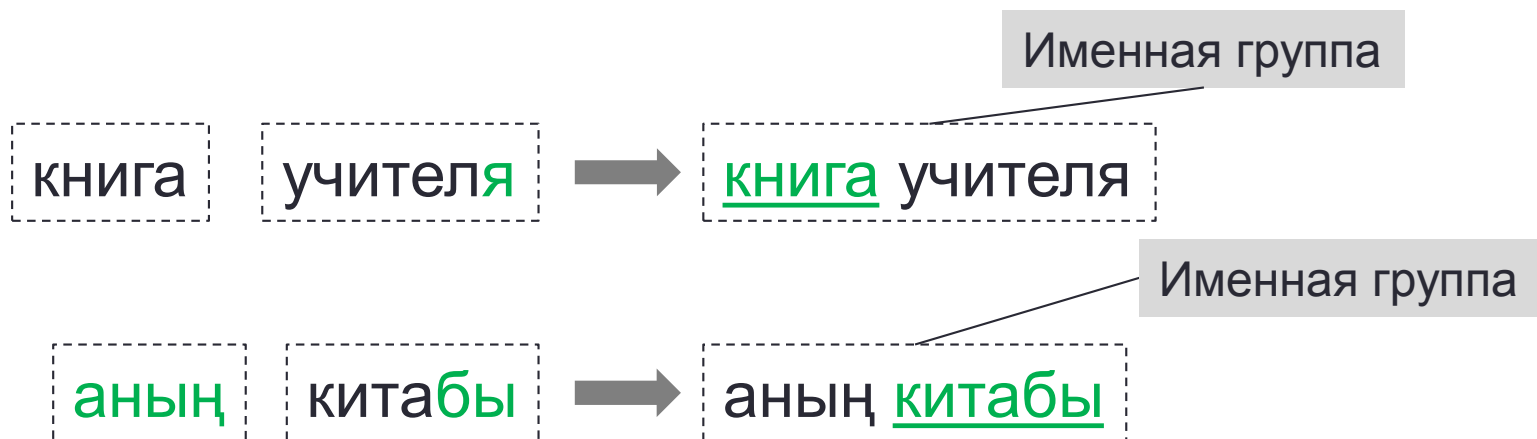 Именная группа
книга учителя книга учителя
Именная группа
аның китабы аның китабы